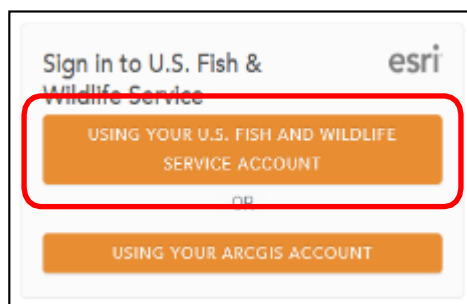 Sign in to U.S. Fish &
esri
Wildlife Service
USING YOUR U.S. FISH AND WILDLIFE
SERVICE ACCOUNT
OR
USING YOUR ARCGIS ACCOUNT